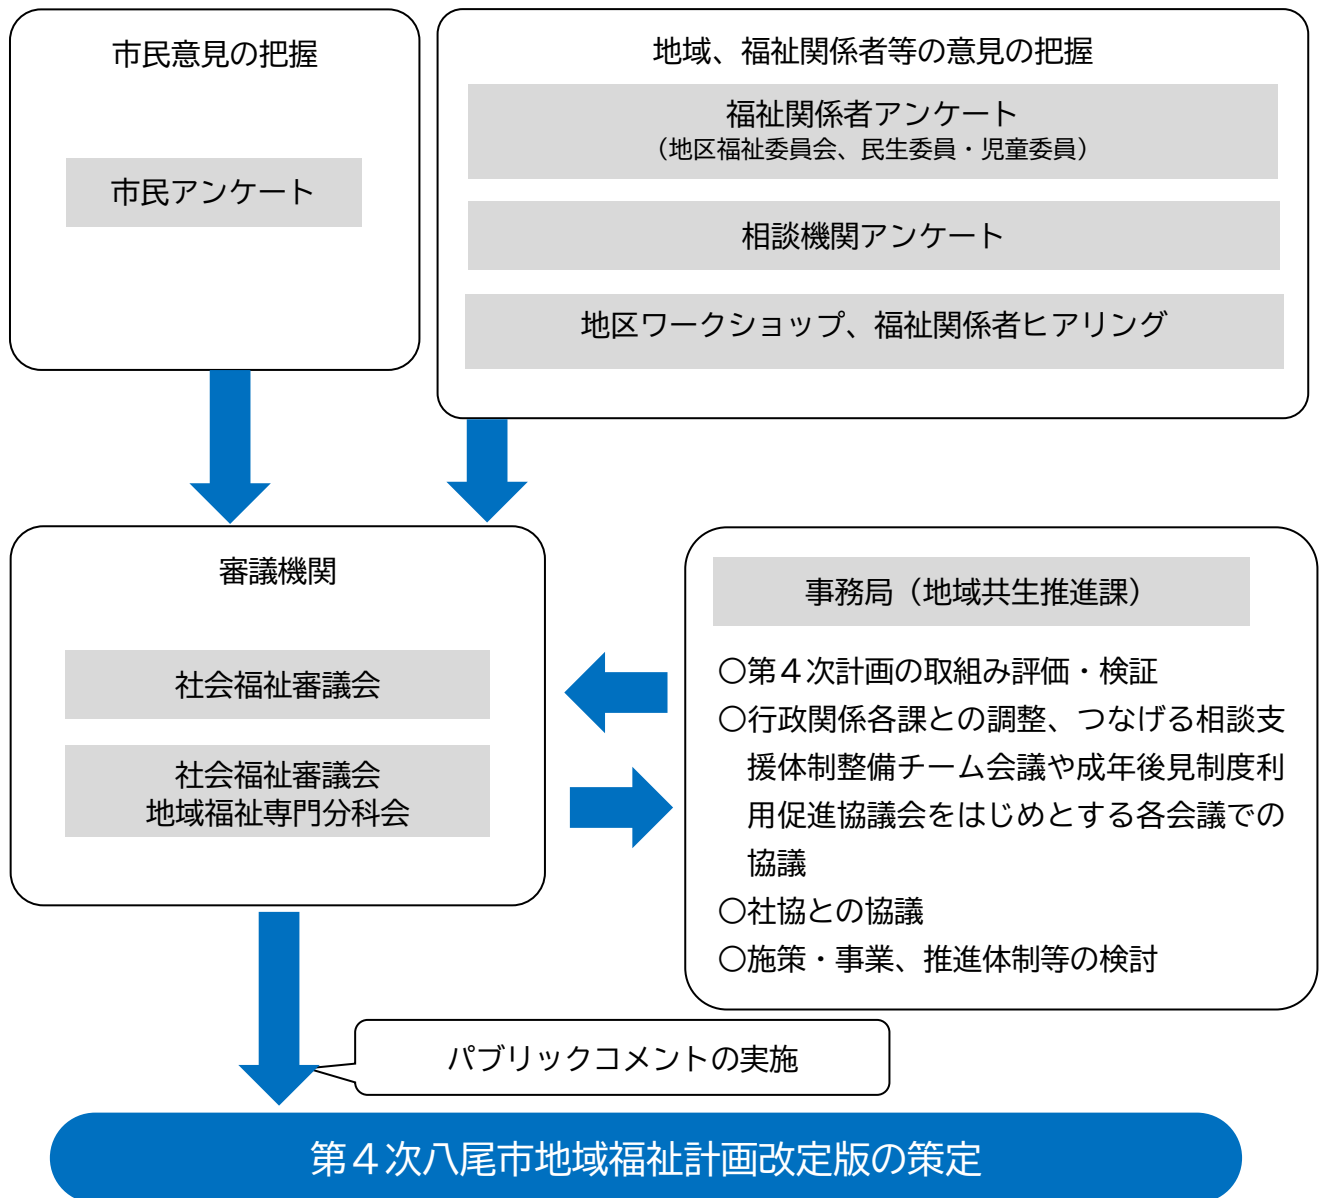 市民意見の把握
市民アンケート
地域、福祉関係者等の意見の把握
福祉関係者アンケート
（地区福祉委員会、民生委員・児童委員）
相談機関アンケート
地区ワークショップ、福祉関係者ヒアリング
審議機関
社会福祉審議会
社会福祉審議会
地域福祉専門分科会
事務局（地域共生推進課）
〇第４次計画の取組み評価・検証
〇行政関係各課との調整、つなげる相談支
援体制整備チーム会議や成年後見制度利
用促進協議会をはじめとする各会議での
協議
〇社協との協議
〇施策・事業、推進体制等の検討
パブリックコメントの実施
第４次八尾市地域福祉計画改定版の策定